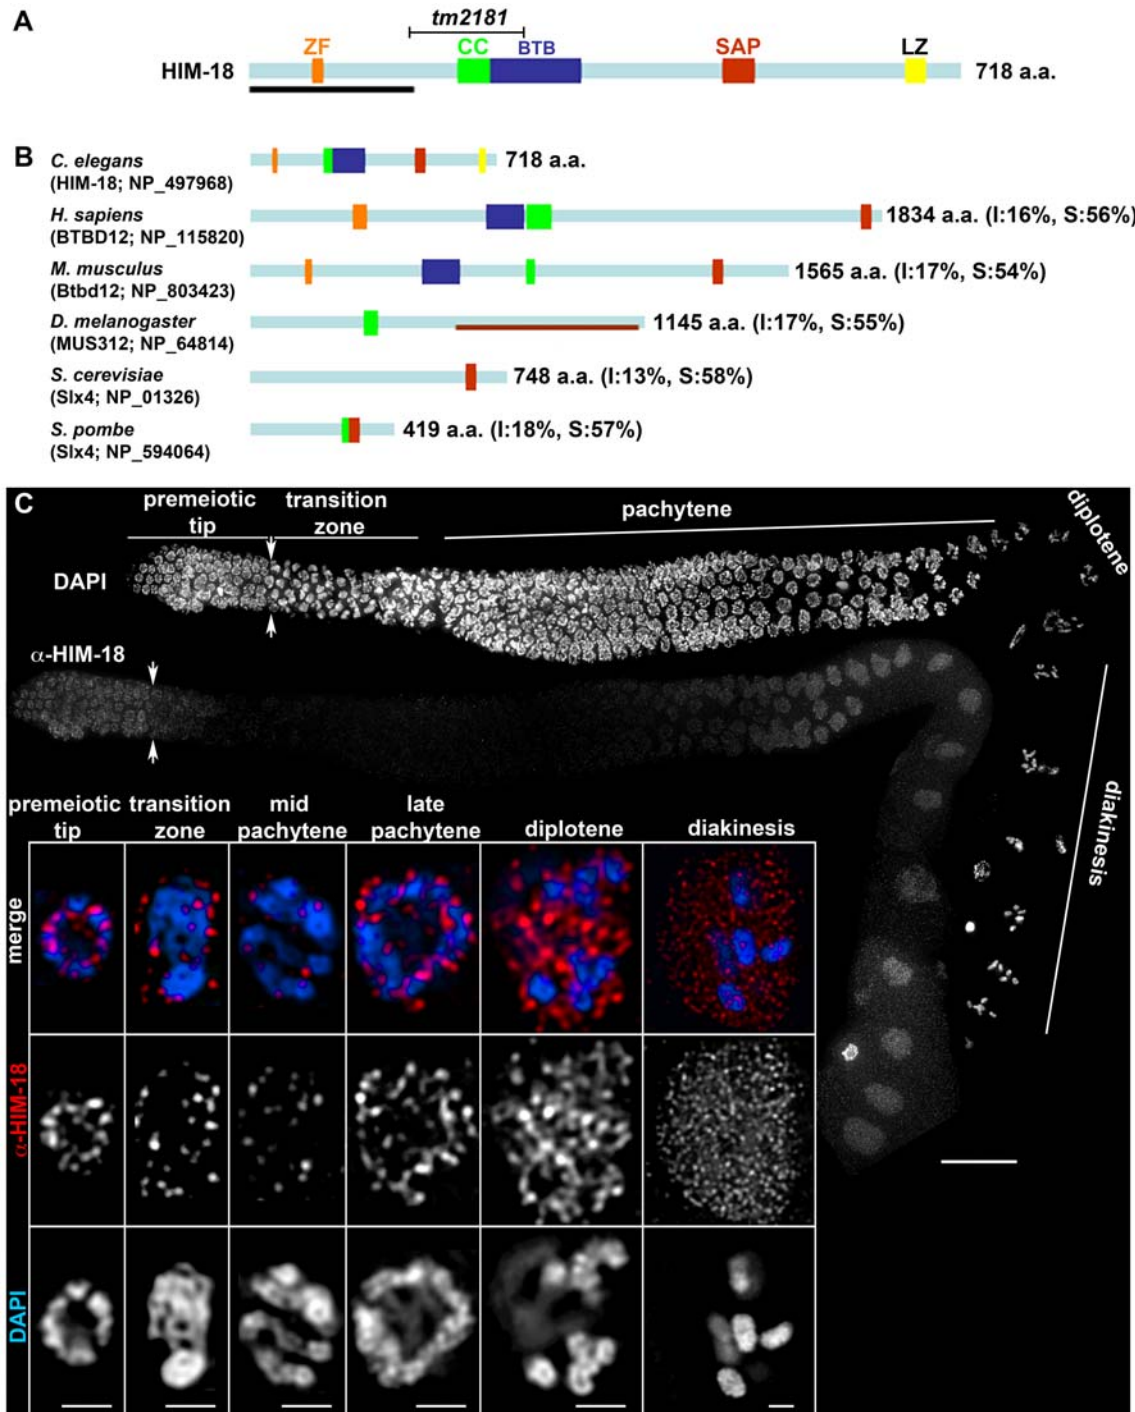 A
tm2181
ZF CC BTB SAP LZ
HIM-18 718 a.a.
B
C. elegans
(HIM-18; NP_497968)
718 a.a.
H. sapiens
(BTBD12; NP_115820)
1834 a.a. (I:16%, S:56%)
M. musculus
(Btbd12; NP_803423)
1565 a.a. (I:17%, S:54%)
D. melanogaster
(MUS312; NP_64814)
1145 a.a. (I:17%, S:55%)
S. cerevisiae
(Slx4; NP_01326)
748 a.a. (I:13%, S:58%)
S. pombe
(Slx4; NP_594064)
419 a.a. (I:18%, S:57%)
C
premeiotic
tip
transition
zone
pachytene
diplotene
DAPI
α-HIM-18
diakinesis
premeiotic
tip
transition
zone
mid
pachytene
late
pachytene
diplotene
diakinesis
merge
α-HIM-18
DAPI